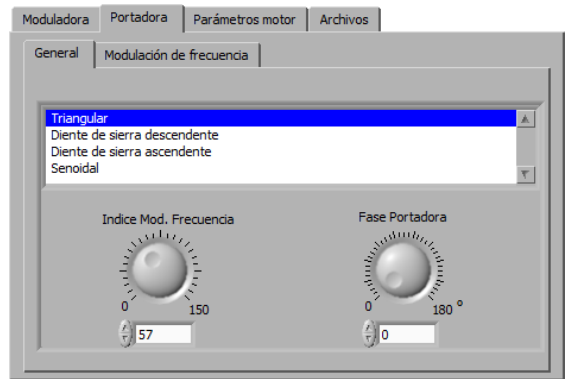 Moduladora Portadora Parámetros motor Archivos
General Modulación de frecuencia
Triangular
Diente de sierra descendente
Diente de sierra ascendente
Senoidal
Indice Mod. Frecuencia Fase Portadora
0 150 0 180 º
57 0